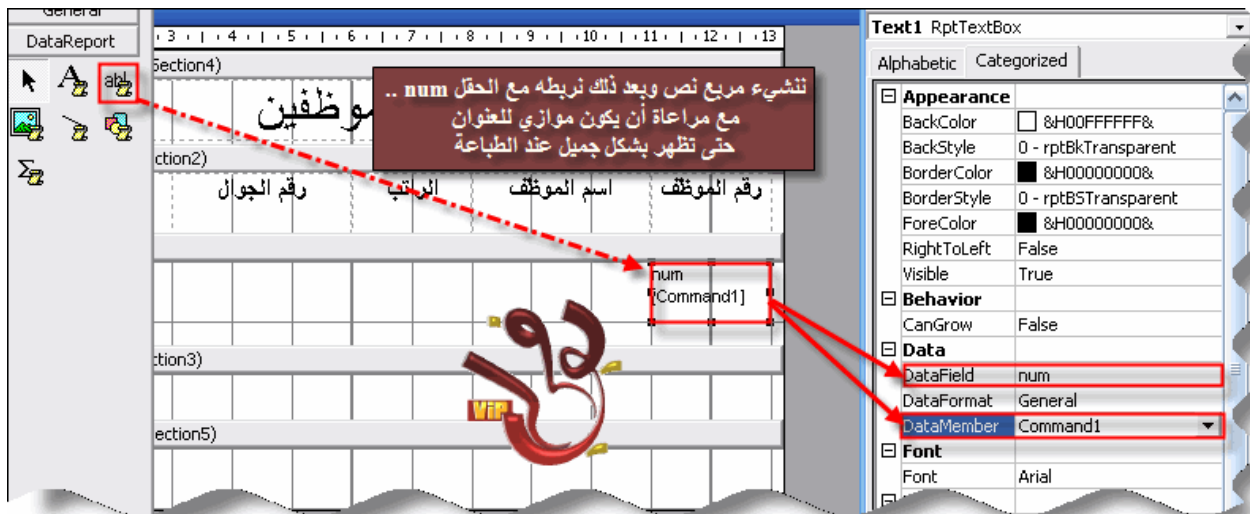 General
DataReport
· 3 · ı · 4 · ı · 5 · ı · 6 · ı · 7 · ı · 8 · ı · 9 · ı · 10 · ı · 11 · ı · 12 · ı · 13
Section4)
ننشيء مربع نص وبعد ذلك نربطه مع الحقل num ..
مع مراعاة أن يكون موازي للعنوان
حتى تظهر بشكل جميل عند الطباعة
وظفين
ction2)
رقم الموظف اسم الموظف الراتب رقم الجوال
num
[Command1]
ction3)
ViP
ection5)
Text1 RptTextBox
Alphabetic Categorized
Appearance
BackColor &H00FFFFFF&
BackStyle 0 - rptBkTransparent
BorderColor &H00000000&
BorderStyle 0 - rptBSTransparent
ForeColor &H00000000&
RightToLeft False
Visible True
Behavior
CanGrow False
Data
DataField num
DataFormat General
DataMember Command1
Font
Font Arial